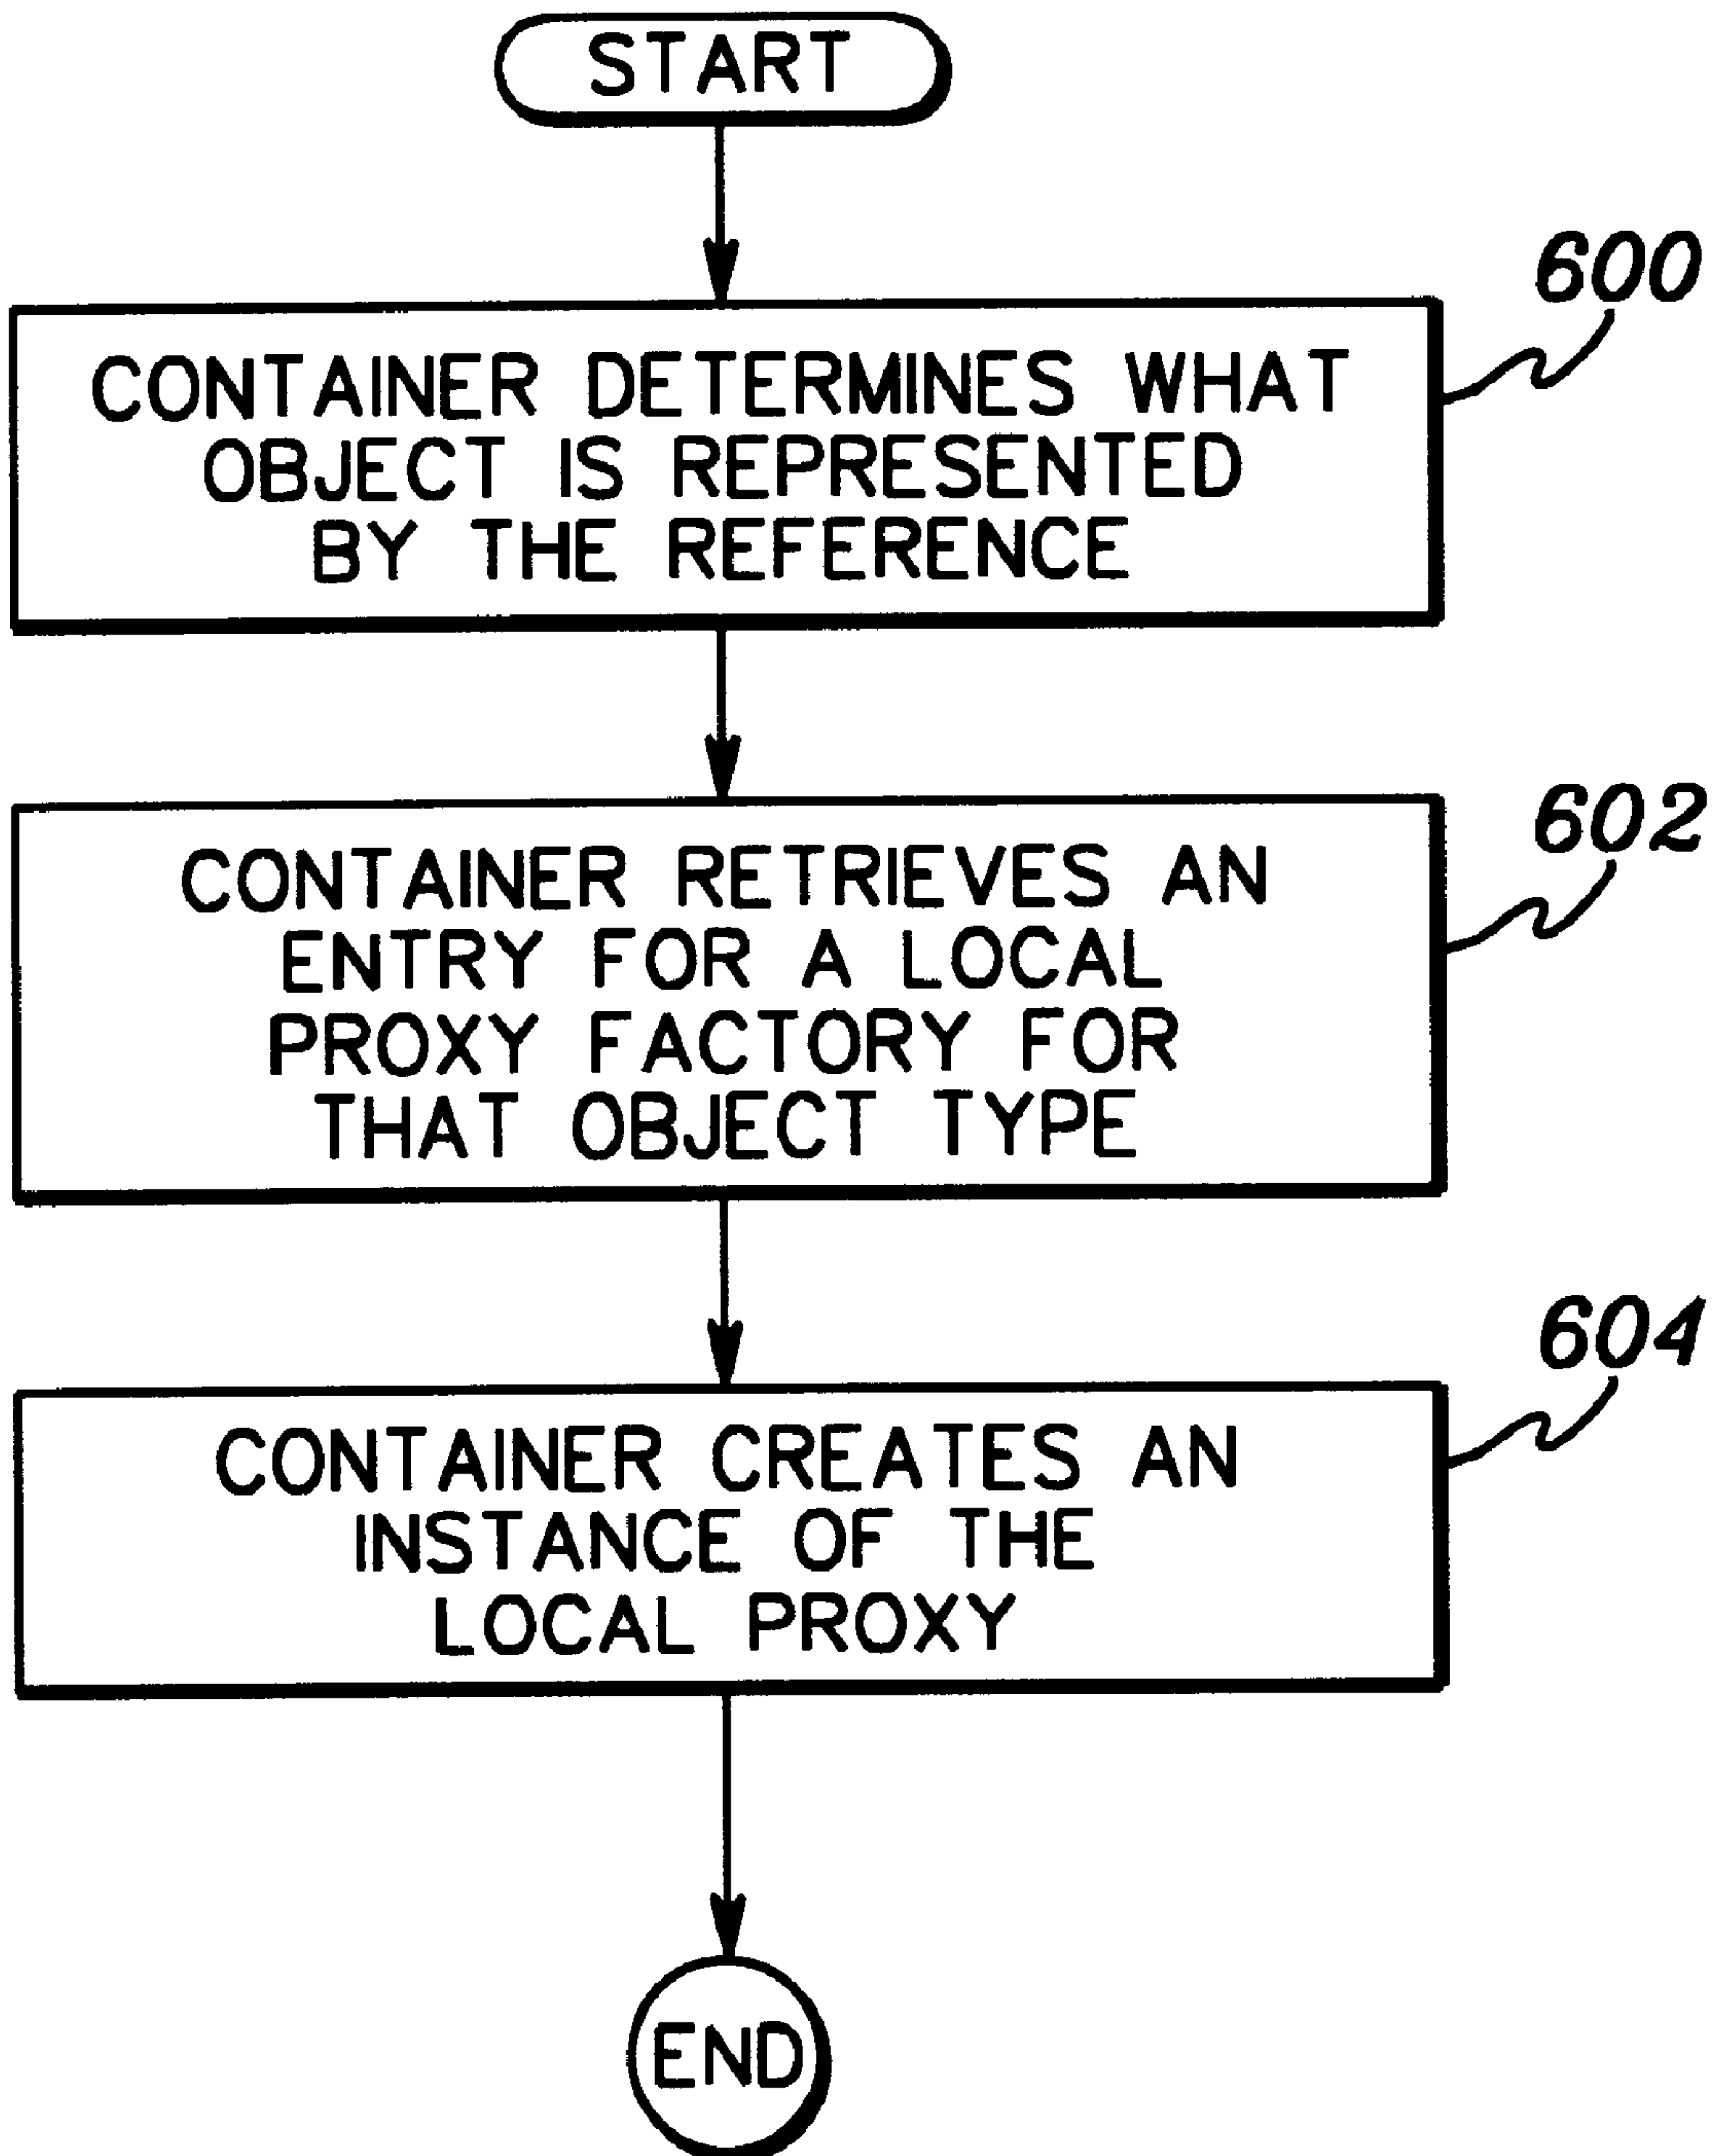 START
600
CONTAINER DETERMINES WHAT
OBJECT IS REPRESENTED
BY THE REFERENCE
602
CONTAINER RETRIEVES AN
ENTRY FOR A LOCAL
PROXY FACTORY FOR
THAT OBJECT TYPE
604
CONTAINER CREATES AN
INSTANCE OF THE
LOCAL PROXY
END